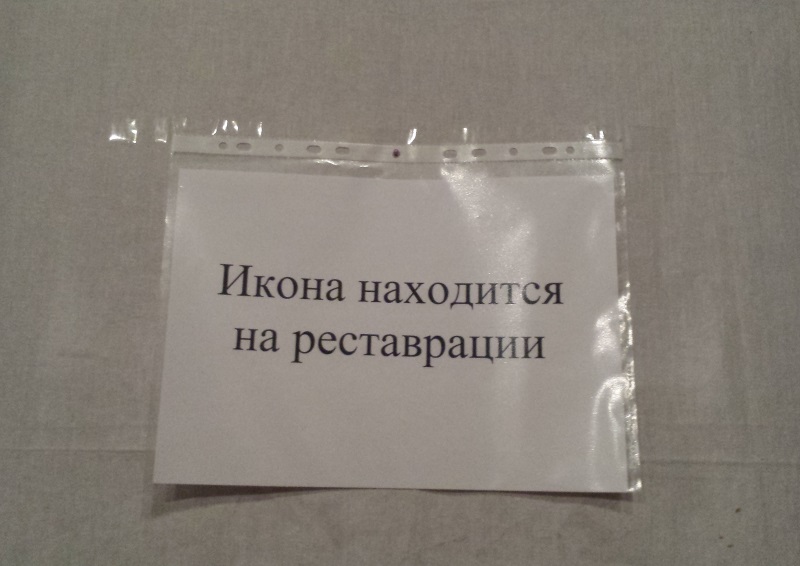 Икона находится
на реставрации